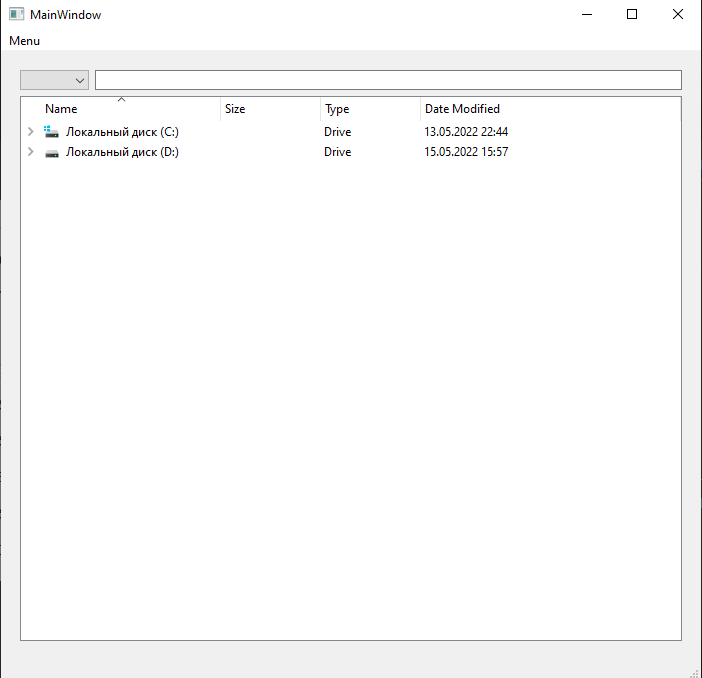 MainWindow
Menu
Name Size Type Date Modified
Локальный диск (C:) Drive 13.05.2022 22:44
Локальный диск (D:) Drive 15.05.2022 15:57